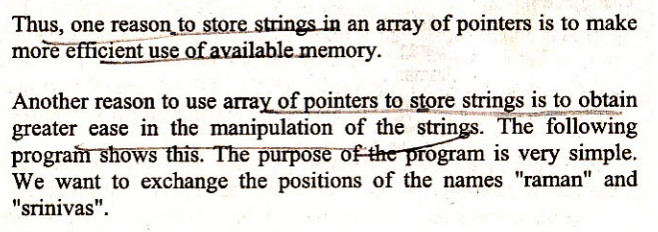 Thus, one reason to store strings in an array of pointers is to make
more efficient use of available memory.
Another reason to use array of pointers to store strings is to obtain
greater ease in the manipulation of the strings. The following
program shows this. The purpose of the program is very simple.
We want to exchange the positions of the names "raman" and
"srinivas".